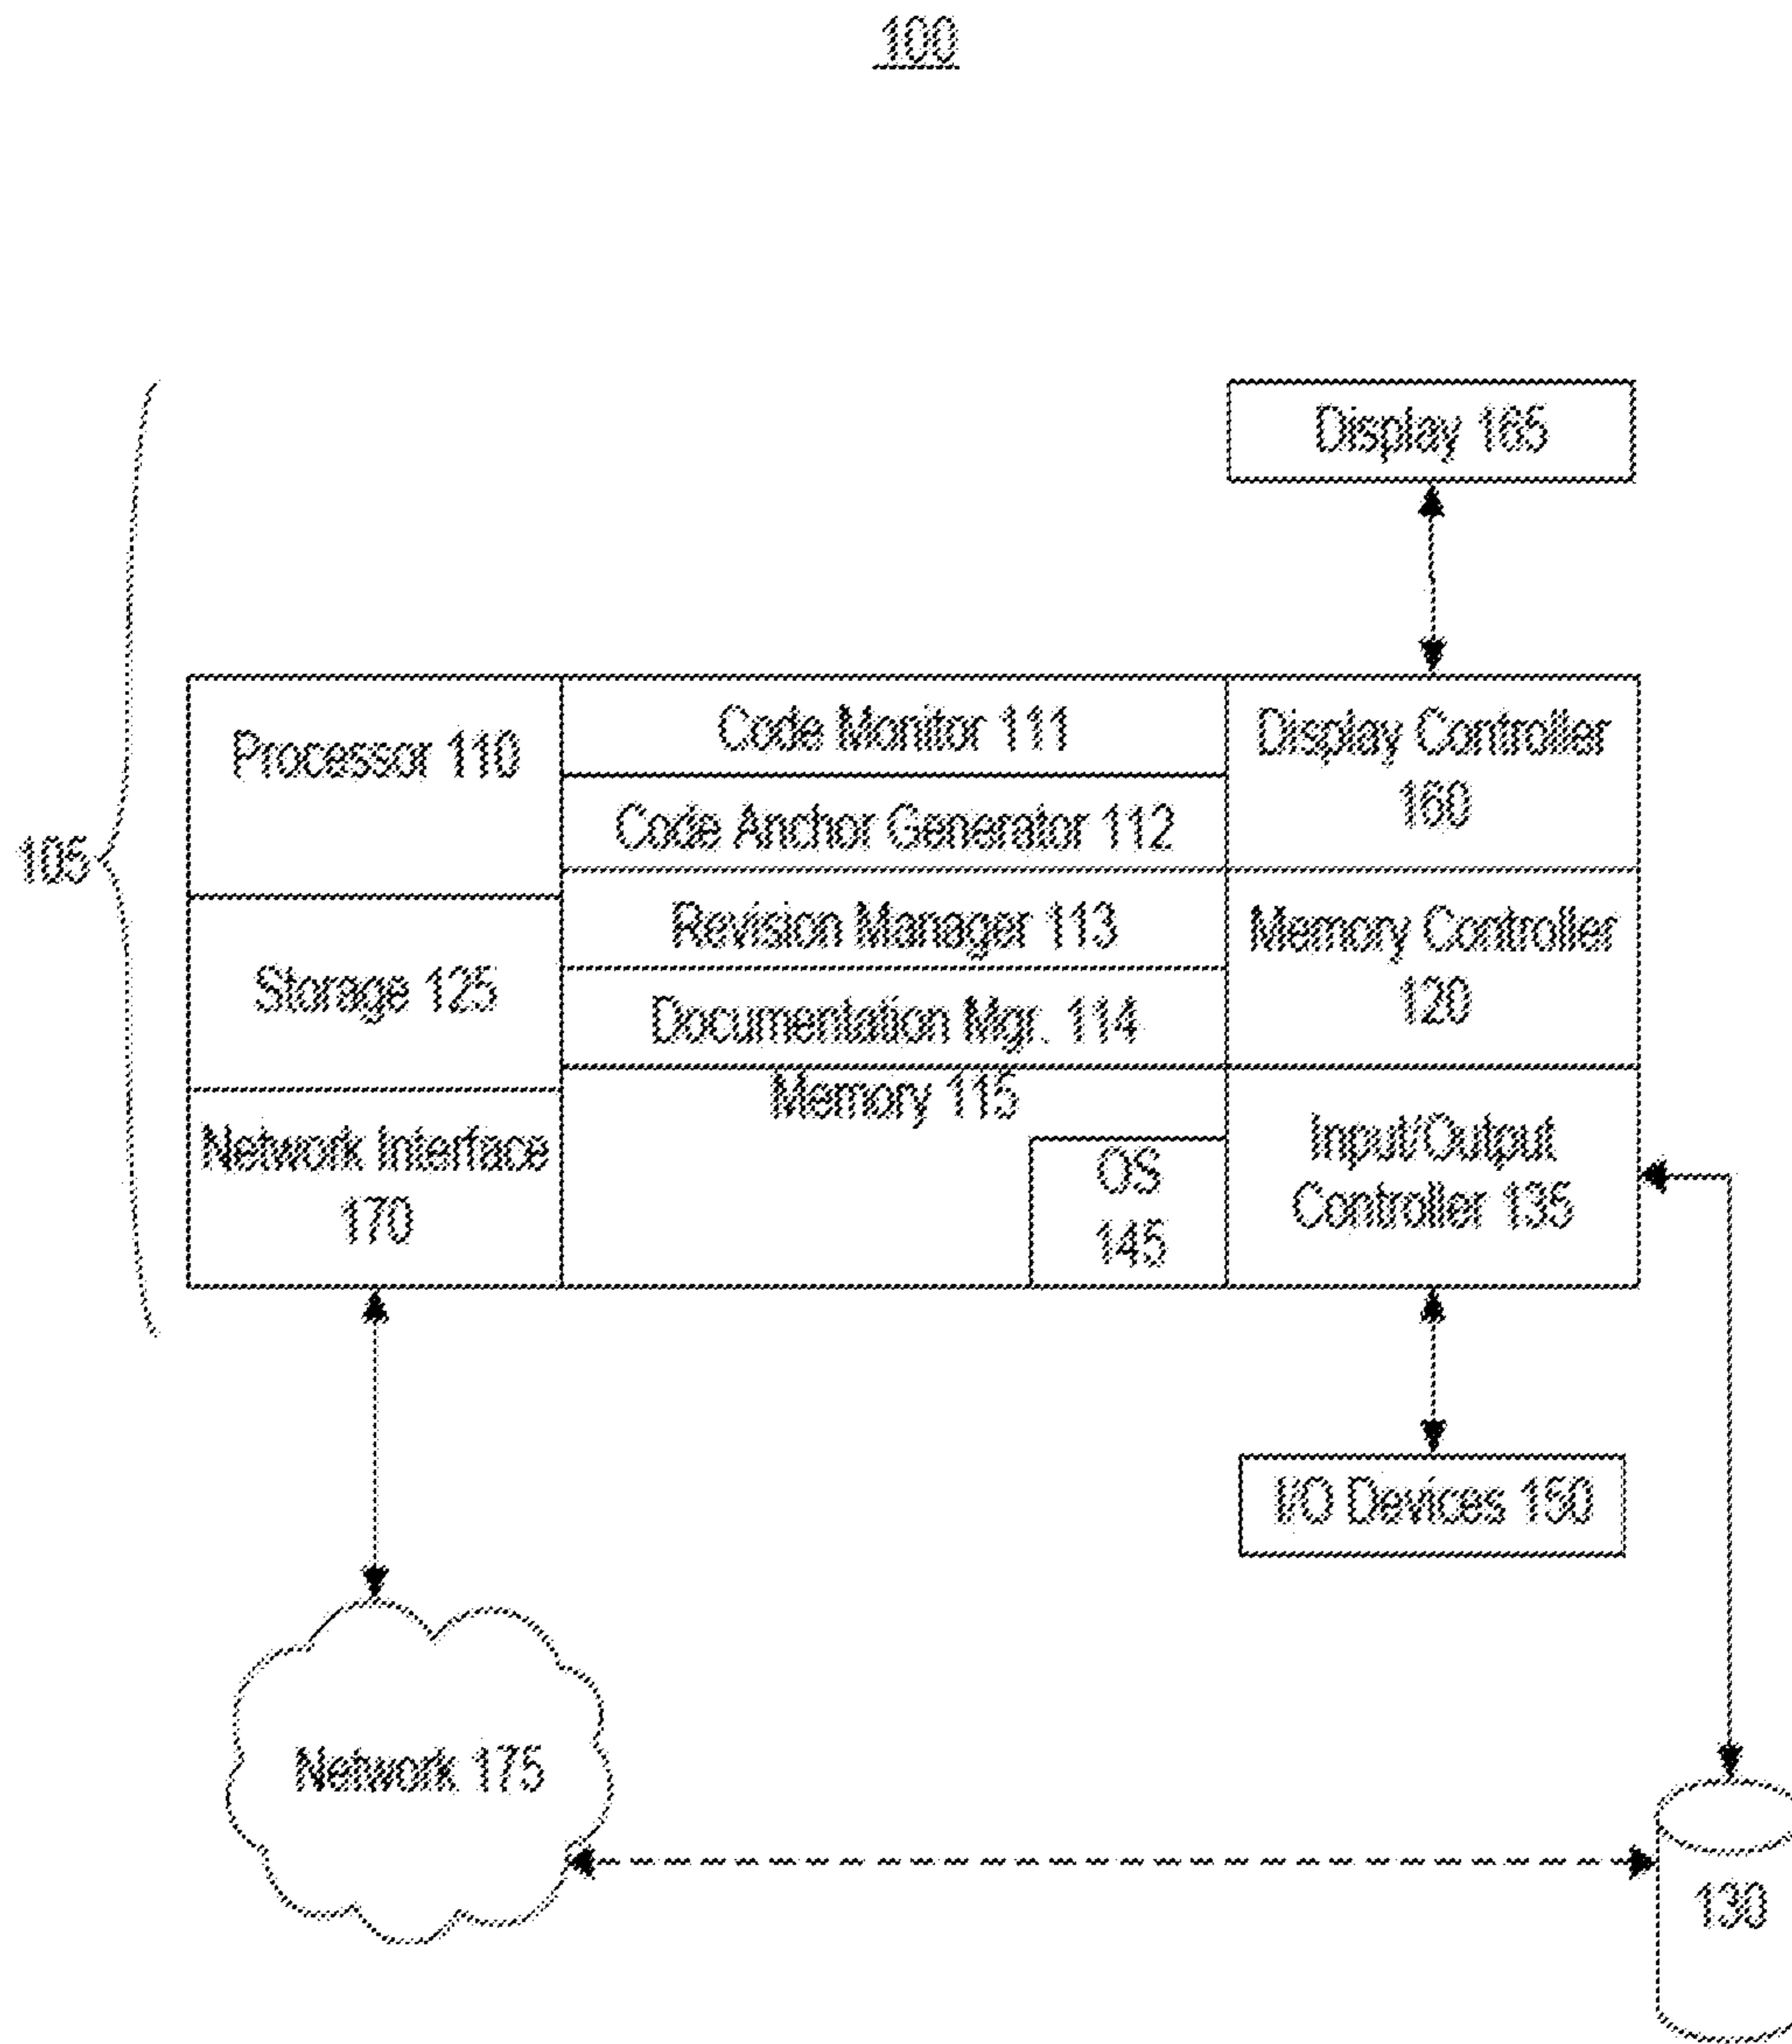 100
105
Display 165
Processor 110
Storage 125
Network Interface
170
Code Monitor 111
Code Anchor Generator 112
Revision Manager 113
Documentation Mgr. 114
Memory 115
OS
145
Display Controller
160
Memory Controller
120
Input/Output
Controller 135
I/O Devices 150
Network 175
130